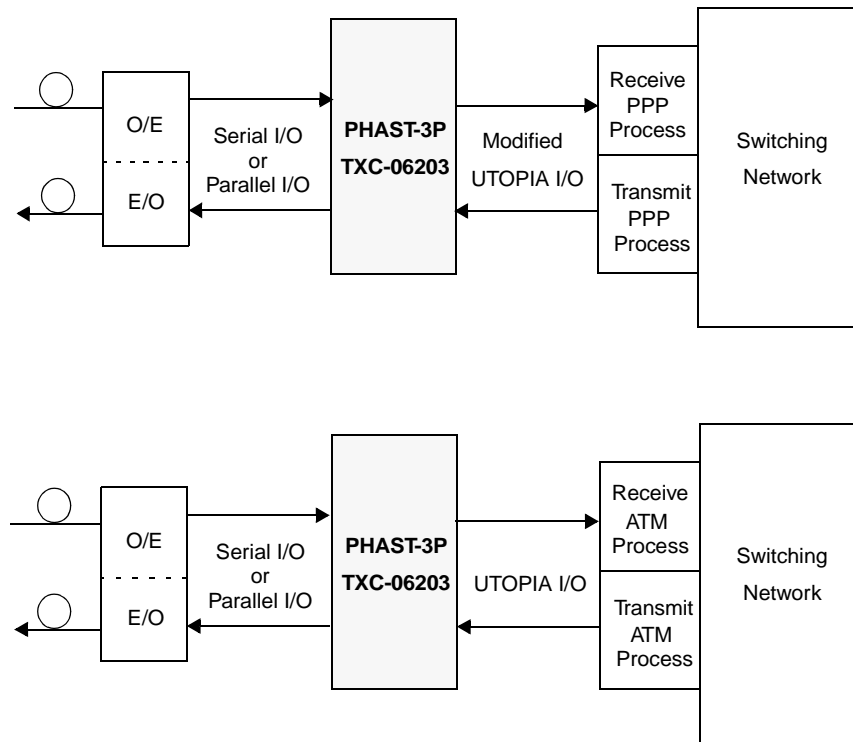 O/E
E/O
Serial I/O
or
Parallel I/O
PHAST-3P
TXC-06203
Modified
UTOPIA I/O
Receive
PPP
Process
Transmit
PPP
Process
Switching
Network
O/E
E/O
Serial I/O
or
Parallel I/O
PHAST-3P
TXC-06203
UTOPIA I/O
Receive
ATM
Process
Transmit
ATM
Process
Switching
Network